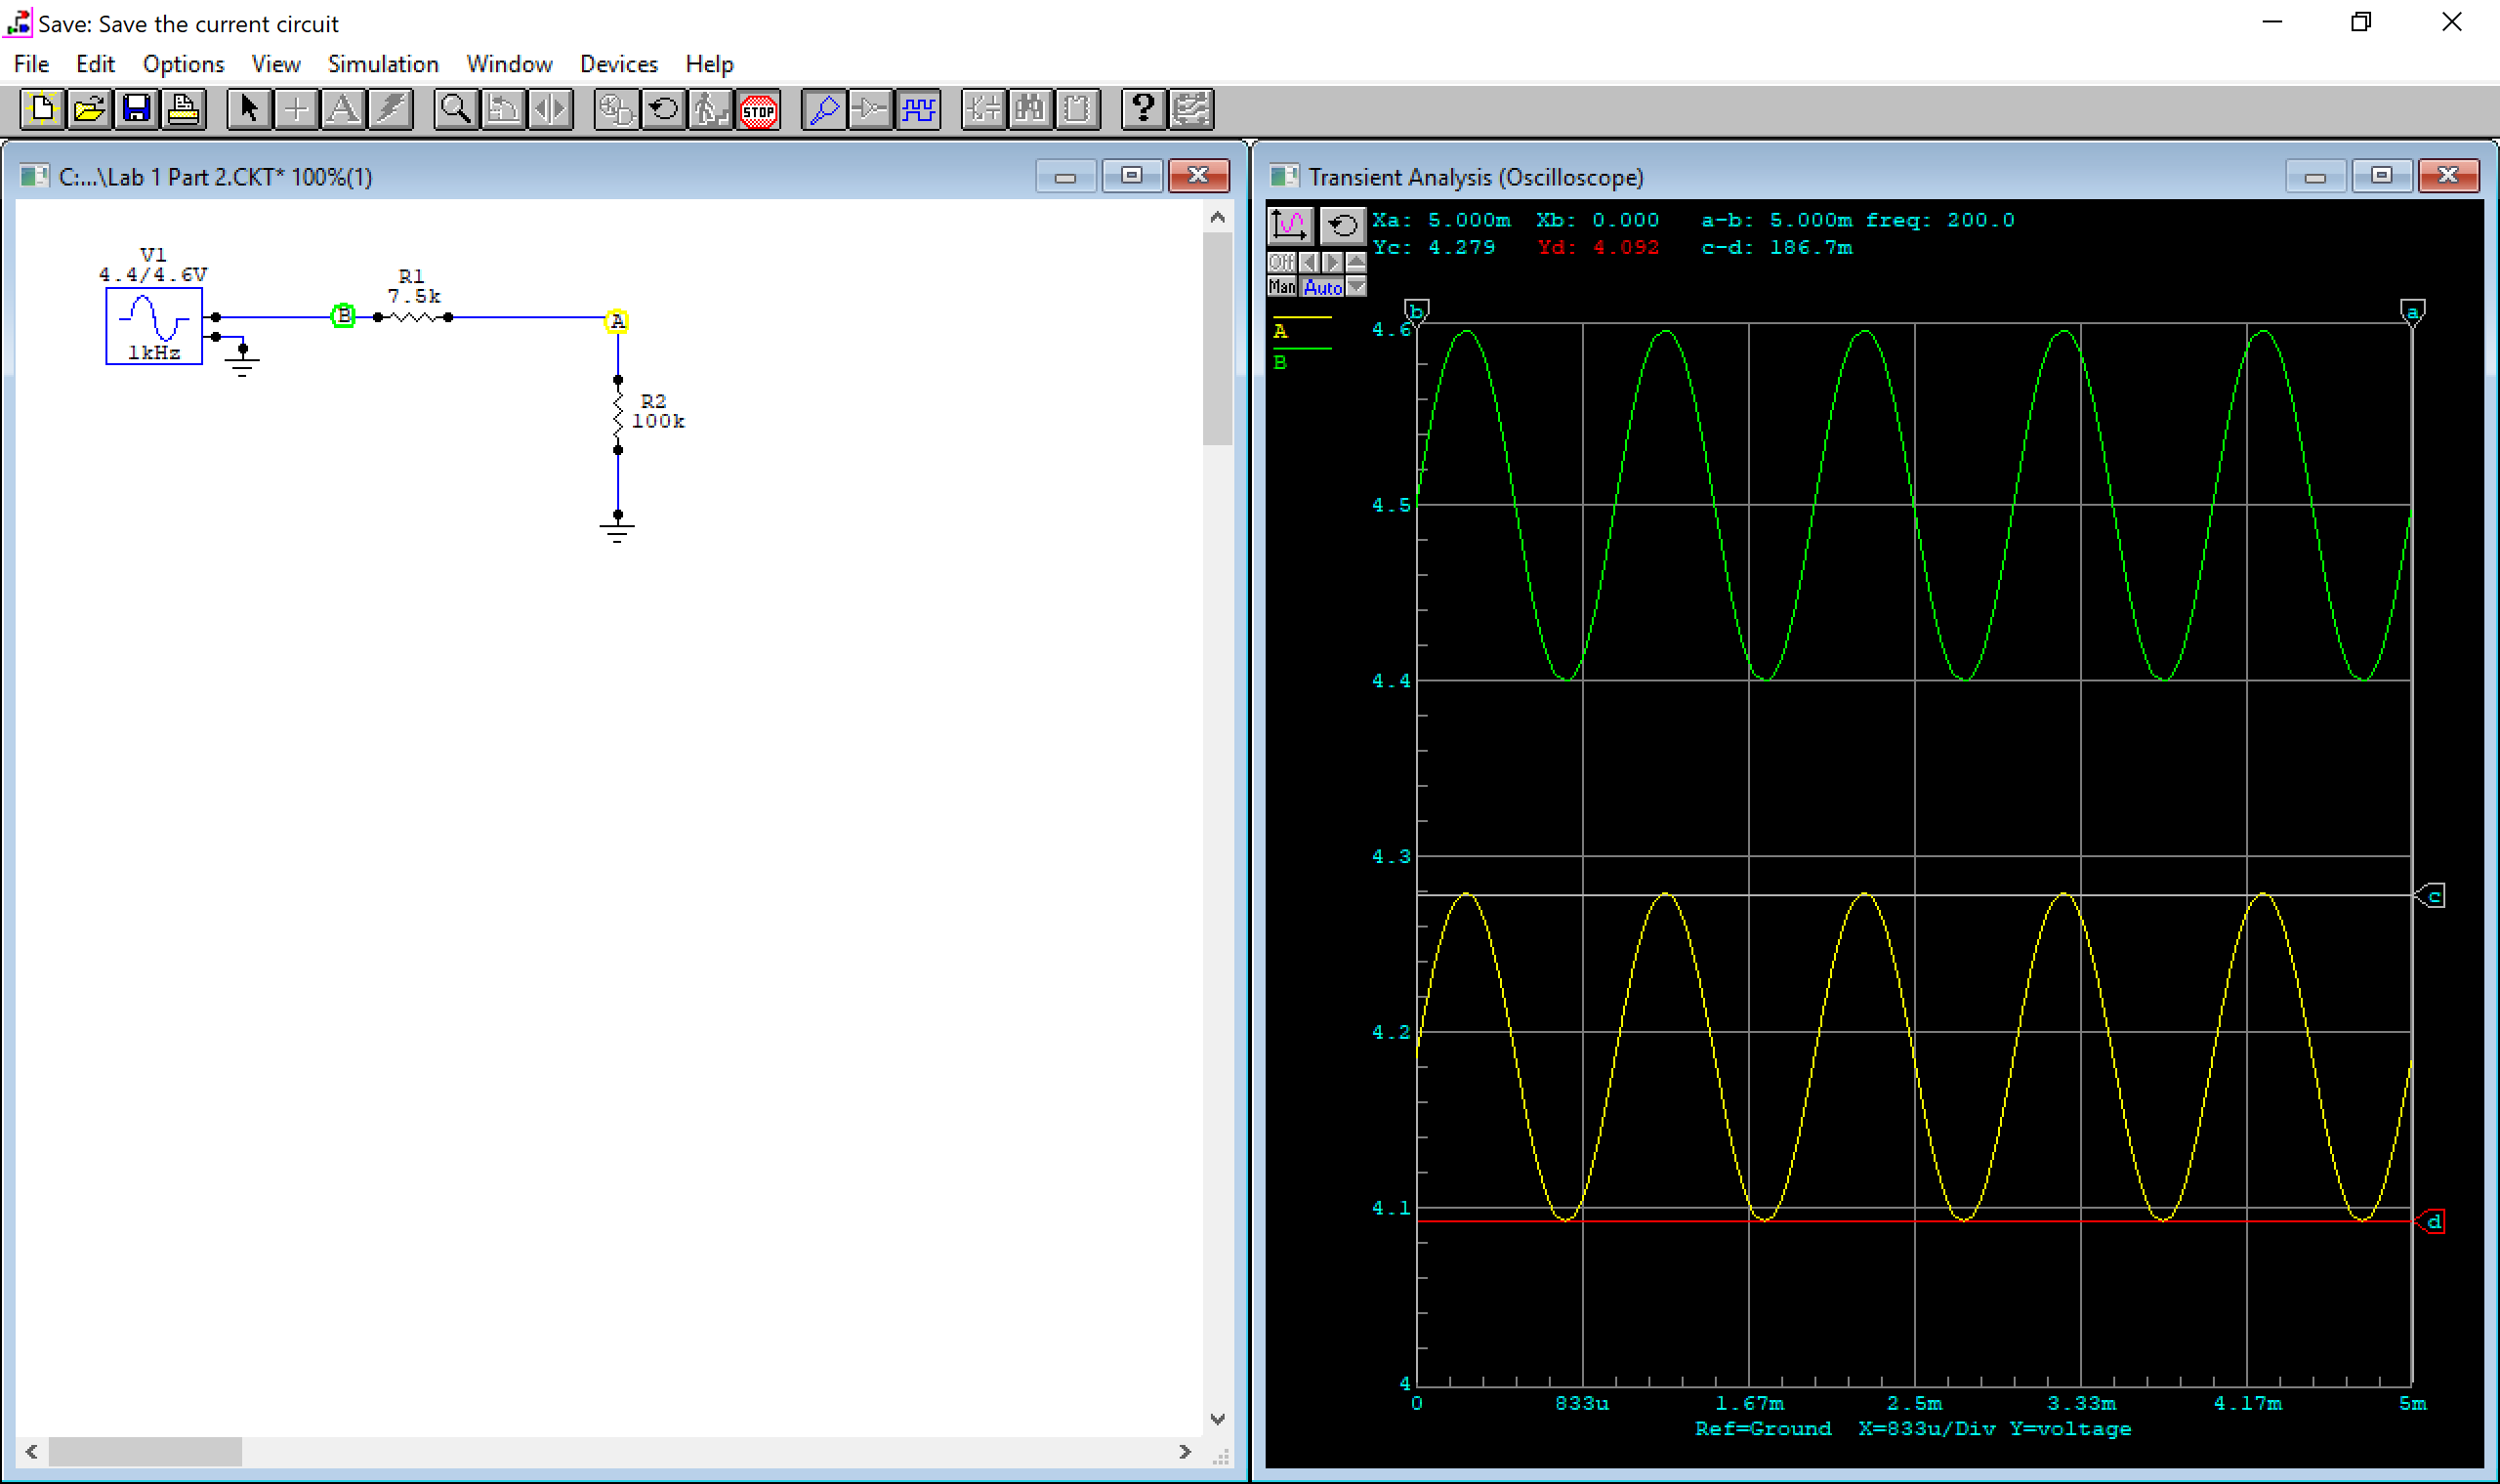 Save: Save the current circuit
File Edit Options View Simulation Window Devices Help
STOP
C:...\Lab 1 Part 2.CKT* 100%(1)
V1
4.4/4.6V
1kHz
B
R1
7.5k
A
R2
100k
Transient Analysis (Oscilloscope)
Xa: 5.000m Xb: 0.000 a-b: 5.000m freq: 200.0
Yc: 4.279 Yd: 4.092 c-d: 186.7m
Off
Man Auto
A
B
b
a
4.6
4.5
4.4
4.3
c
4.2
4.1
d
4
0 833u 1.67m 2.5m 3.33m 4.17m 5m
Ref=Ground X=833u/Div Y=voltage